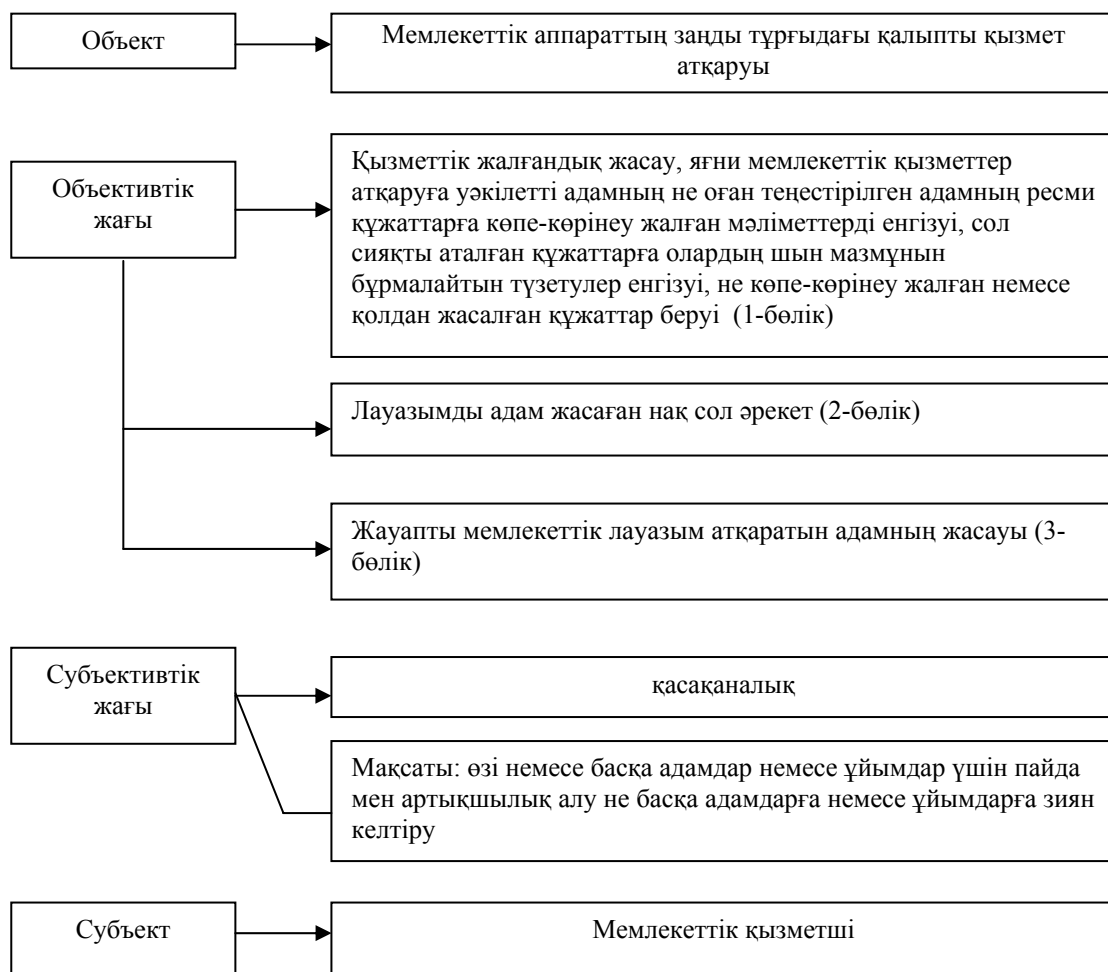 Объект
Мемлекеттік аппараттың заңды тұрғыдағы қалыпты қызмет
атқаруы
Объективтік
жағы
Қызметтік жалғандық жасау, яғни мемлекеттік қызметтер
атқаруға уәкілетті адамның не оған теңестірілген адамның ресми
құжаттарға көпе-көрінеу жалған мәліметтерді енгізуі, сол
сияқты аталған құжаттарға олардың шын мазмұнын
бұрмалайтын түзетулер енгізуі, не көпе-көрінеу жалған немесе
қолдан жасалған құжаттар беруі (1-бөлік)
Лауазымды адам жасаған нақ сол әрекет (2-бөлік)
Жауапты мемлекеттік лауазым атқаратын адамның жасауы (3-
бөлік)
Субъективтік
жағы
қасақаналық
Мақсаты: өзі немесе басқа адамдар немесе ұйымдар үшін пайда
мен артықшылық алу не басқа адамдарға немесе ұйымдарға зиян
келтіру
Субъект
Мемлекеттік қызметші